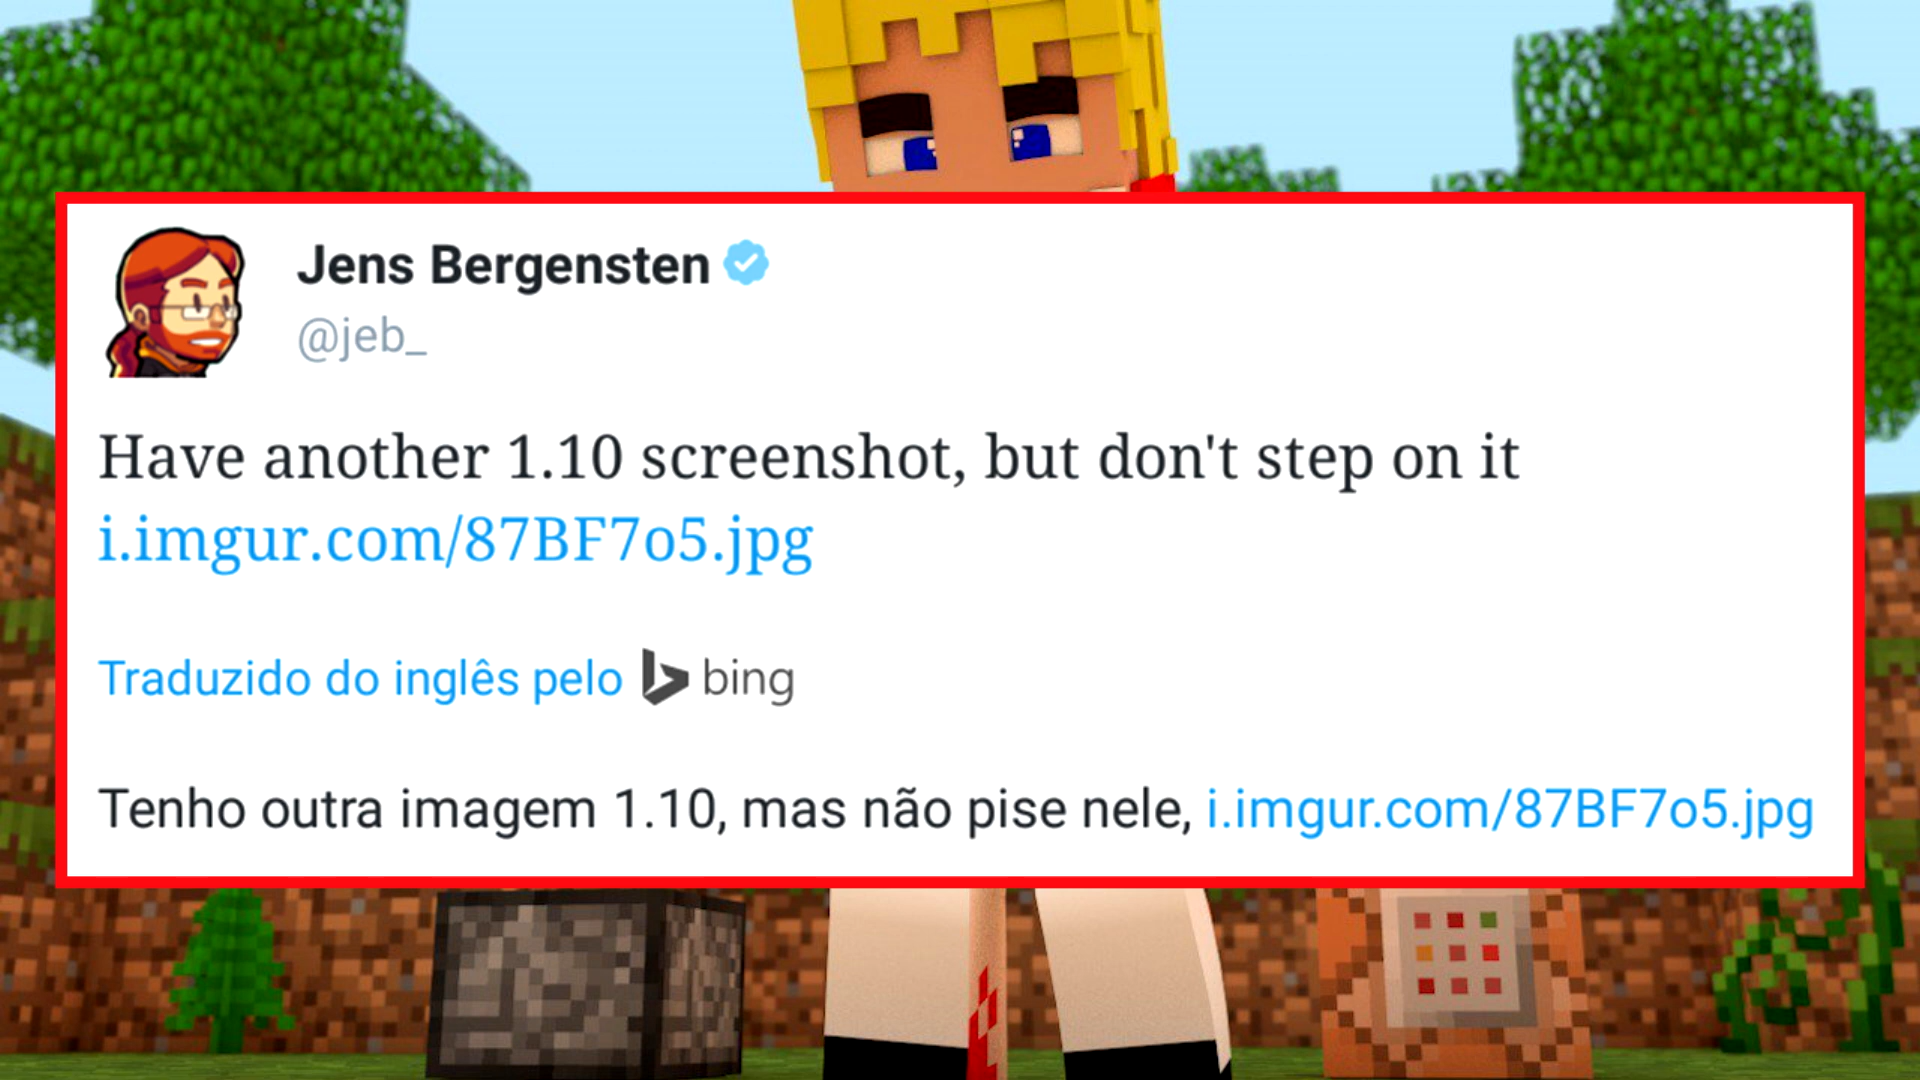 Jens Bergensten
@jeb_
Have another 1.10 screenshot, but don't step on it
i.imgur.com/87BF7o5.jpg
Traduzido do inglês pelo bing
Tenho outra imagem 1.10, mas não pise nele, i.imgur.com/87BF7o5.jpg